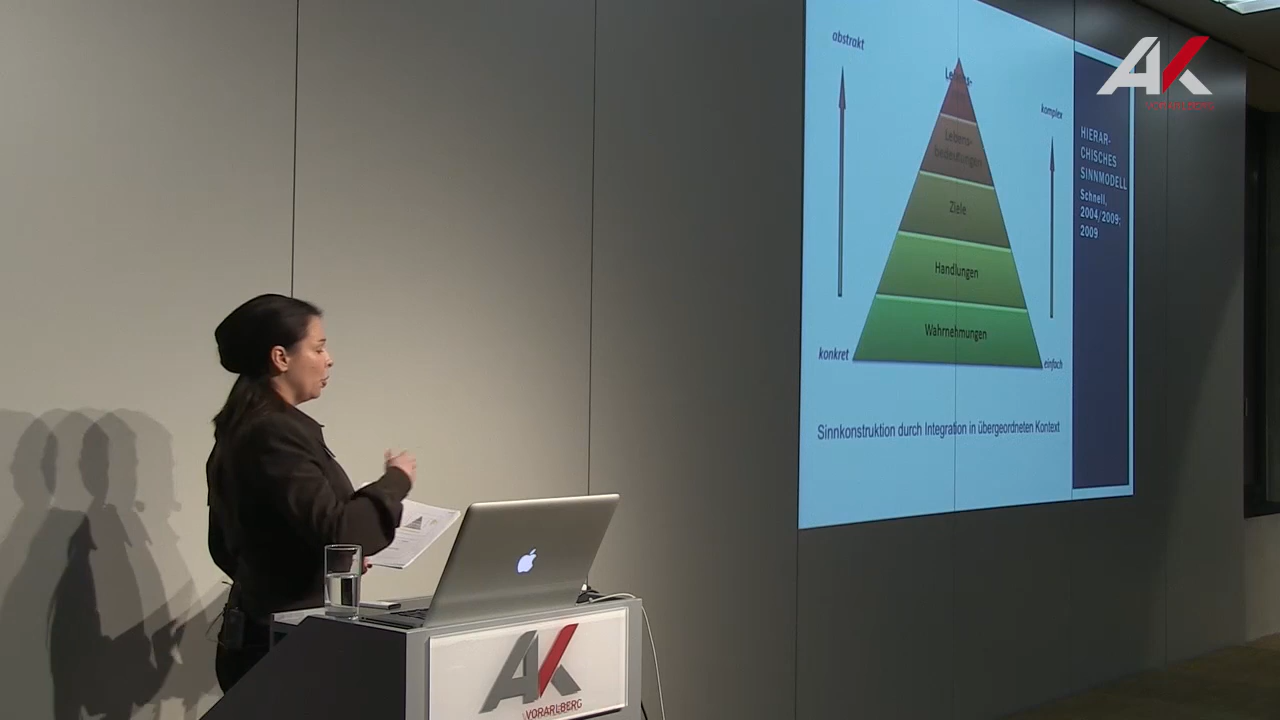 abstrakt
komplex
Lebens-
bedeutungen
Ziele
Handlungen
Wahrnehmungen
konkret
einfach
Sinnkonstruktion durch Integration in übergeordneten Kontext
HIERAR-
CHISCHES
SINNMODELL
Schnell,
2004/2009;
2009
AK
VORARLBERG
AK
VORARLBERG